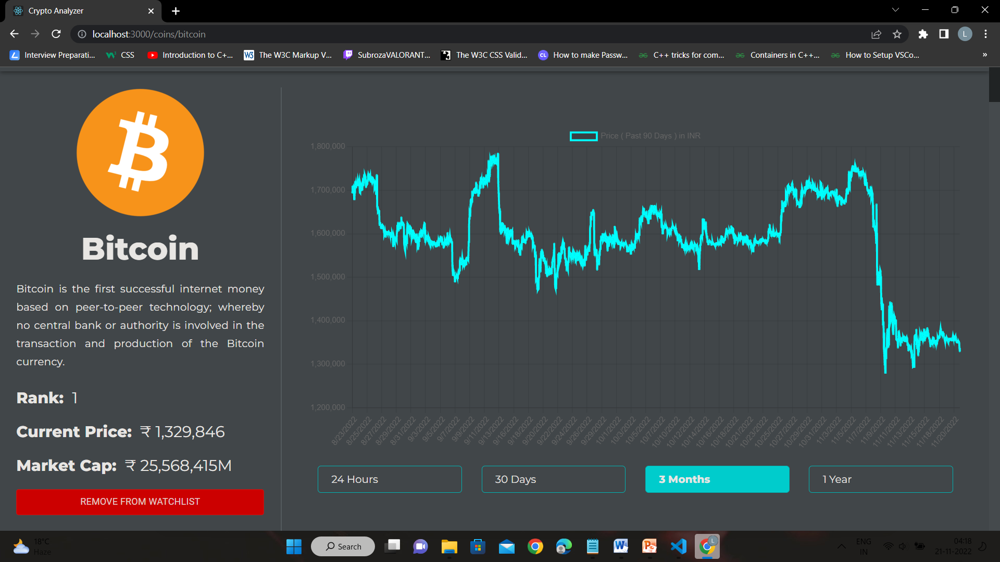 Crypto Analyzer
localhost:3000/coins/bitcoin
L
Interview Preparati...
CSS
Introduction to C+...
The W3C Markup V...
SubrozaVALORANT...
The W3C CSS Valid...
How to make Passw...
C++ tricks for com...
Containers in C++...
How to Setup VSCo...
»
Bitcoin
Bitcoin is the first successful internet money
based on peer-to-peer technology; whereby
no central bank or authority is involved in the
transaction and production of the Bitcoin
currency.
Rank: 1
Current Price: ₹ 1,329,846
Market Cap: ₹ 25,568,415M
REMOVE FROM WATCHLIST
Price ( Past 90 Days ) in INR
1,800,000
1,700,000
1,600,000
1,500,000
1,400,000
1,300,000
1,200,000
8/23/2022
8/25/2022
8/27/2022
8/29/2022
8/31/2022
9/3/2022
9/5/2022
9/7/2022
9/9/2022
9/11/2022
9/13/2022
9/16/2022
9/18/2022
9/20/2022
9/22/2022
9/24/2022
9/26/2022
9/29/2022
10/1/2022
10/3/2022
10/5/2022
10/7/2022
10/10/2022
10/12/2022
10/14/2022
10/16/2022
10/18/2022
10/21/2022
10/23/2022
10/25/2022
10/27/2022
10/29/2022
10/31/2022
11/3/2022
11/5/2022
11/7/2022
11/9/2022
11/11/2022
11/13/2022
11/15/2022
11/18/2022
11/20/2022
24 Hours
30 Days
3 Months
1 Year
18°C
Haze
Search
ENG
IN
04:18
21-11-2022